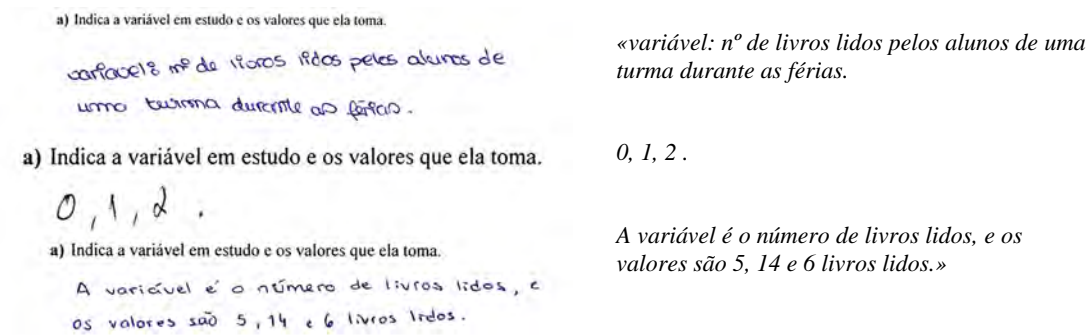 a) Indica a variável em estudo e os valores que ela toma.
variavel: nº de livros lidos pelos alunos de
uma turma durante as férias.
«variável: nº de livros lidos pelos alunos de uma
turma durante as férias.
a) Indica a variável em estudo e os valores que ela toma.
0, 1, 2 .
0, 1, 2 .
a) Indica a variável em estudo e os valores que ela toma.
A variável é o número de livros lidos, e
os valores são 5, 14 e 6 livros lidos.
A variável é o número de livros lidos, e os
valores são 5, 14 e 6 livros lidos.»